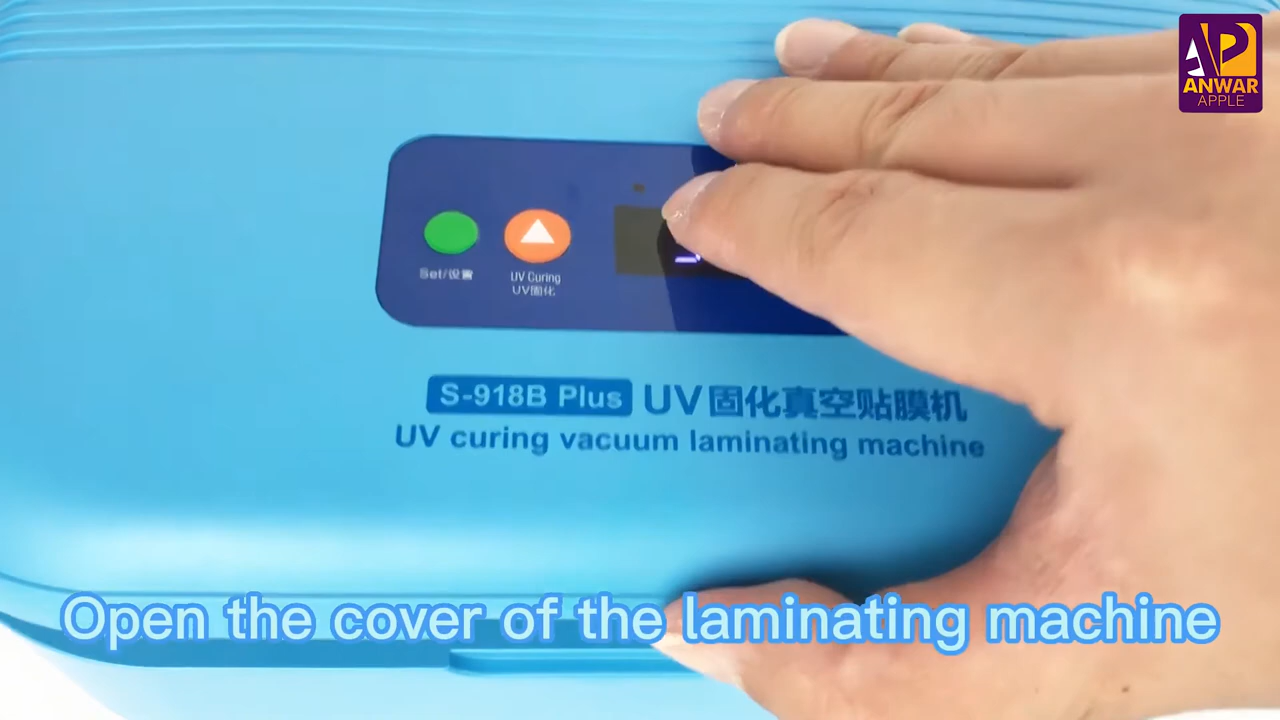 AP
ANWAR
APPLE
Set/设置
UV Curing
UV固化
S-918B Plus UV固化真空贴膜机
UV curing vacuum laminating machine
Open the cover of the laminating machine